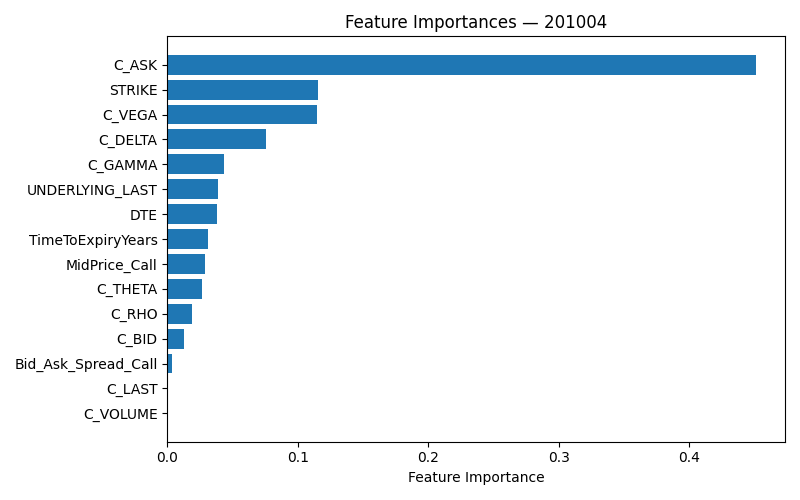 Feature Importances — 201004
C_ASK
STRIKE
C_VEGA
C_DELTA
C_GAMMA
UNDERLYING_LAST
DTE
TimeToExpiryYears
MidPrice_Call
C_THETA
C_RHO
C_BID
Bid_Ask_Spread_Call
C_LAST
C_VOLUME
0.0 0.1 0.2 0.3 0.4
Feature Importance